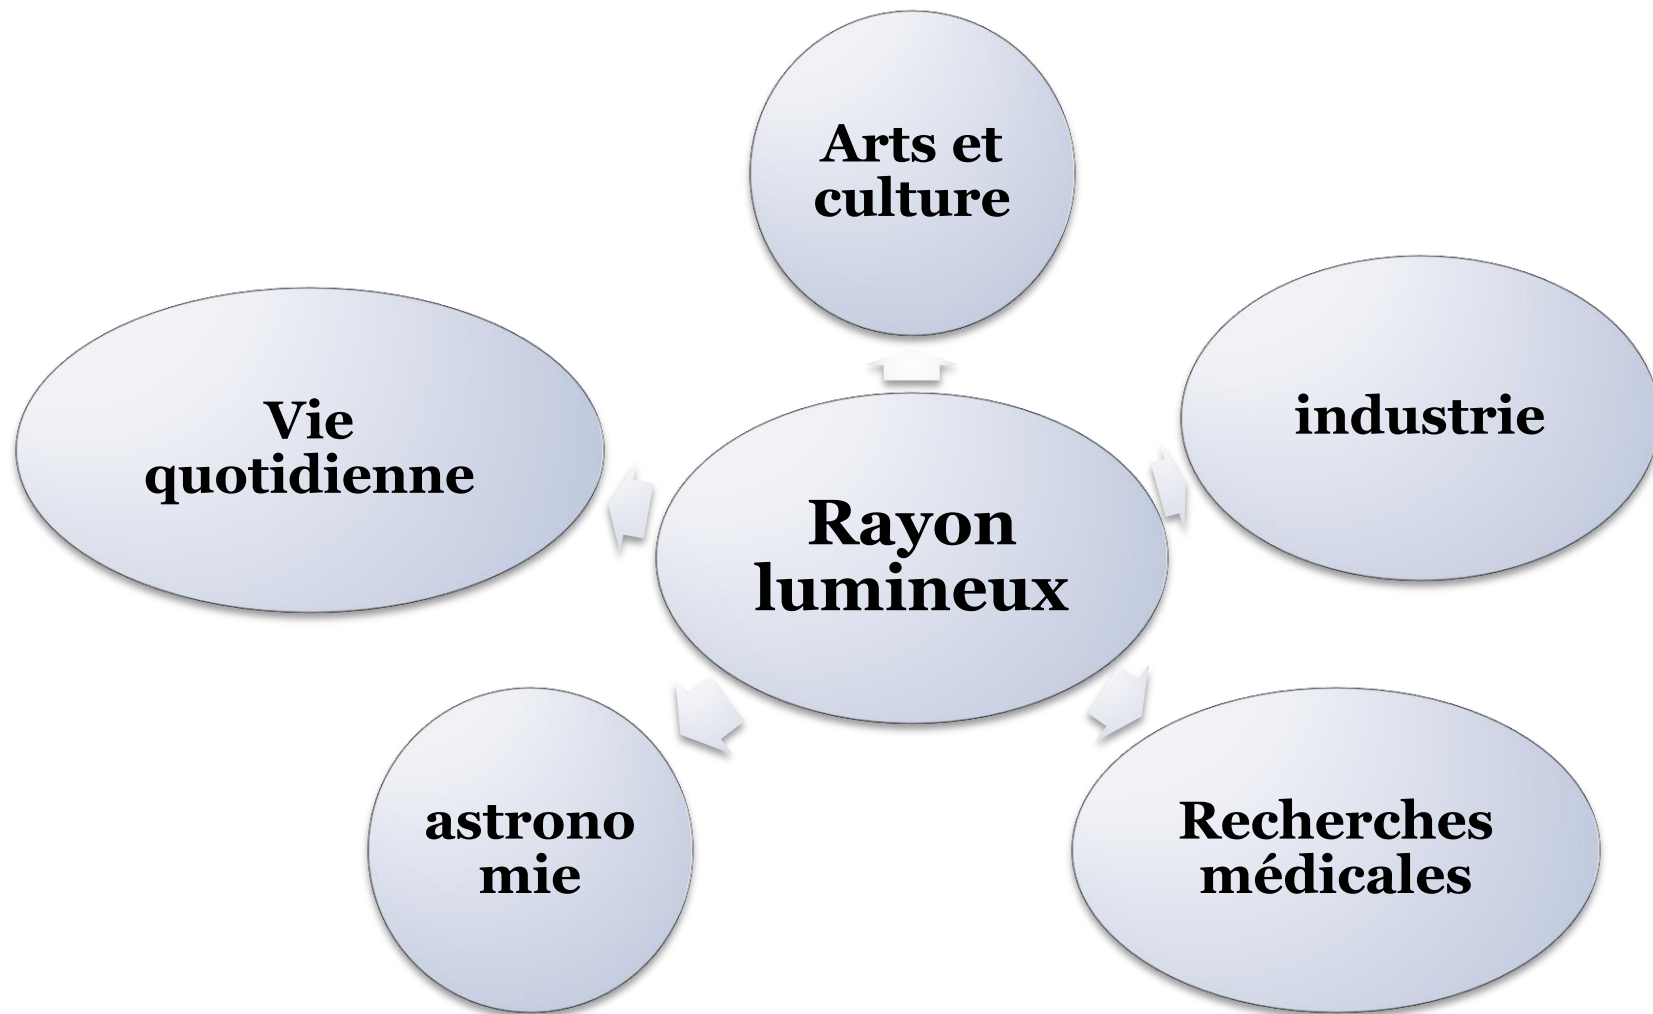 Arts et
culture
industrie
Vie
quotidienne
Rayon
lumineux
astrono
mie
Recherches
médicales